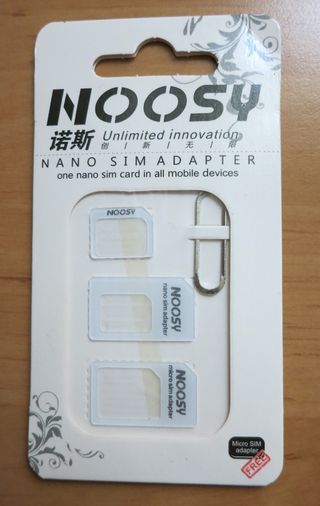 NOOSY
诺斯 Unlimited innovation
创 / 新 / 无 / 限
NANO SIM ADAPTER
one nano sim card in all mobile devices
NOOSY
NOOSY
nano sim adapter
NOOSY
micro sim adapter
Micro SIM
adapter
FREE